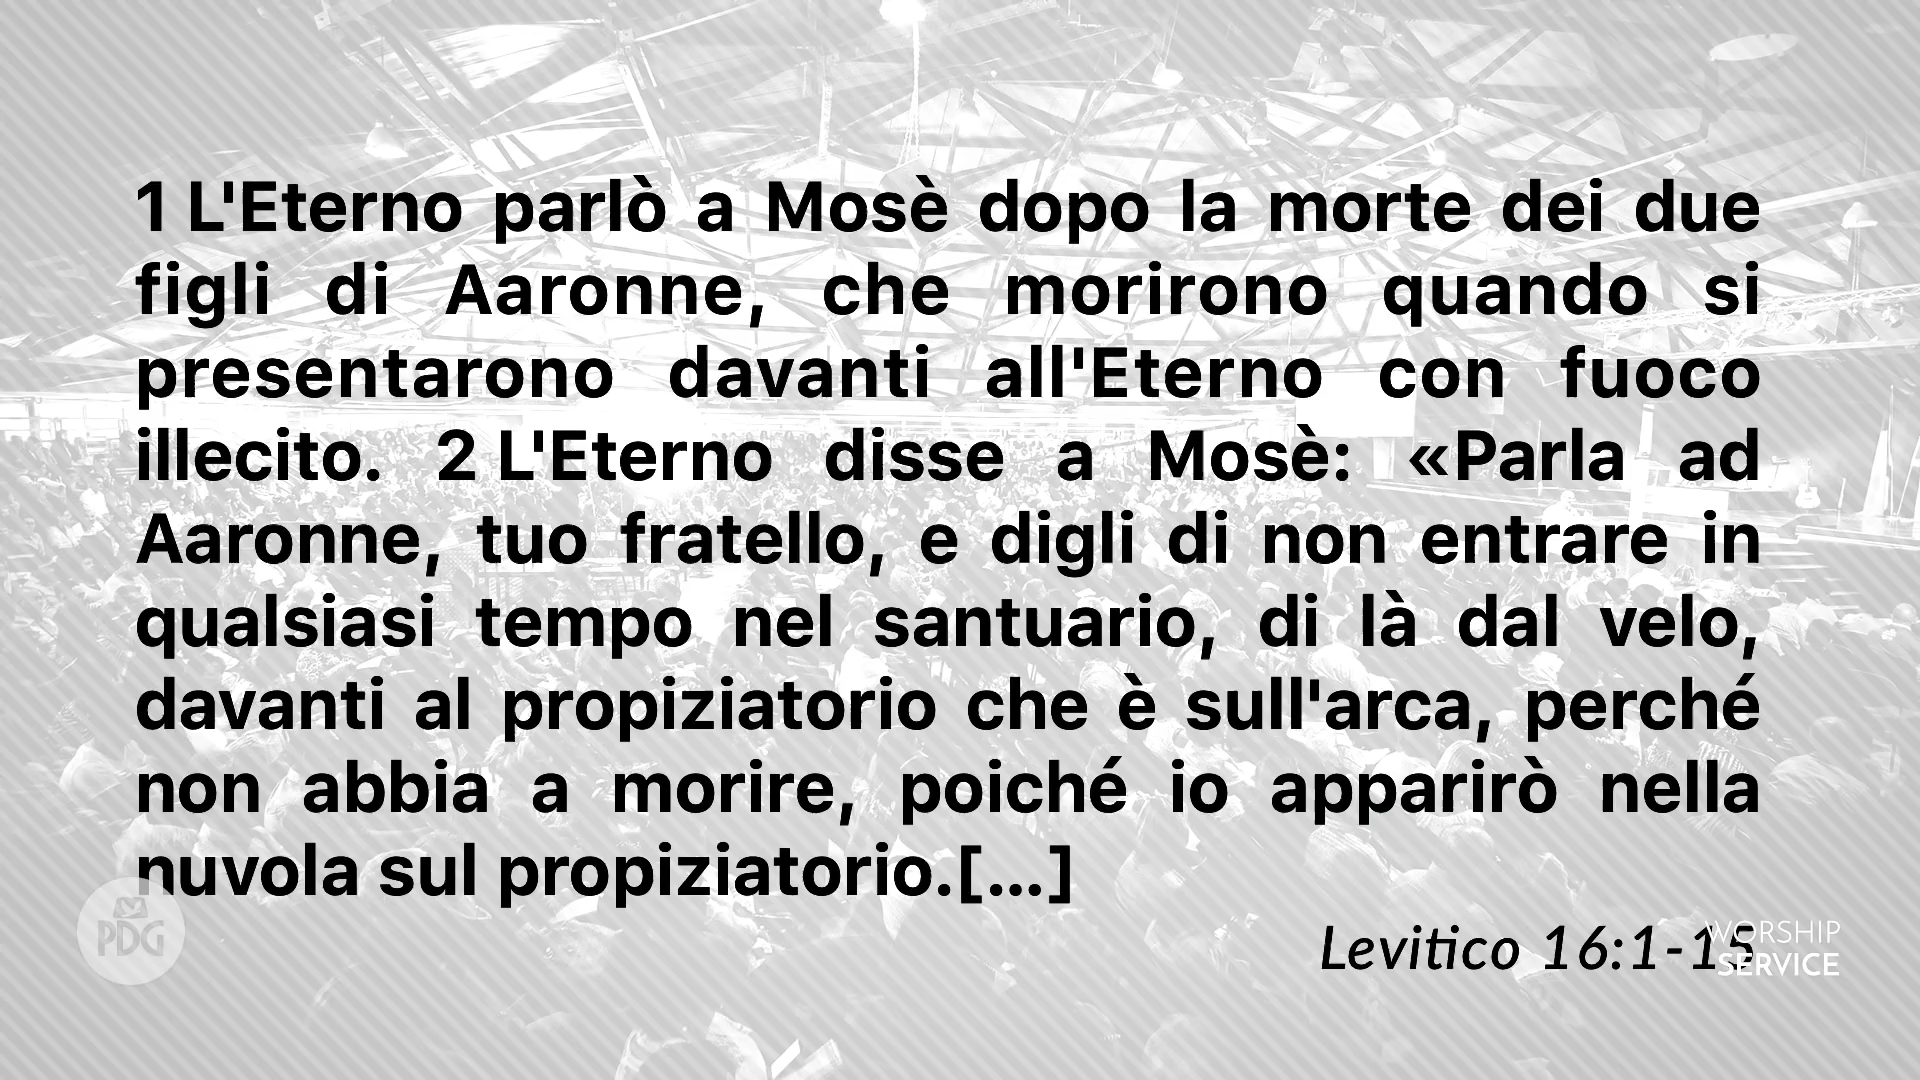 1 L'Eterno parlò a Mosè dopo la morte dei due
figli di Aaronne, che morirono quando si
presentarono davanti all'Eterno con fuoco
illecito. 2 L'Eterno disse a Mosè: «Parla ad
Aaronne, tuo fratello, e digli di non entrare in
qualsiasi tempo nel santuario, di là dal velo,
davanti al propiziatorio che è sull'arca, perché
non abbia a morire, poiché io apparirò nella
nuvola sul propiziatorio.[...]
Levitico 16:1-15
PDG
WORSHIP
SERVICE